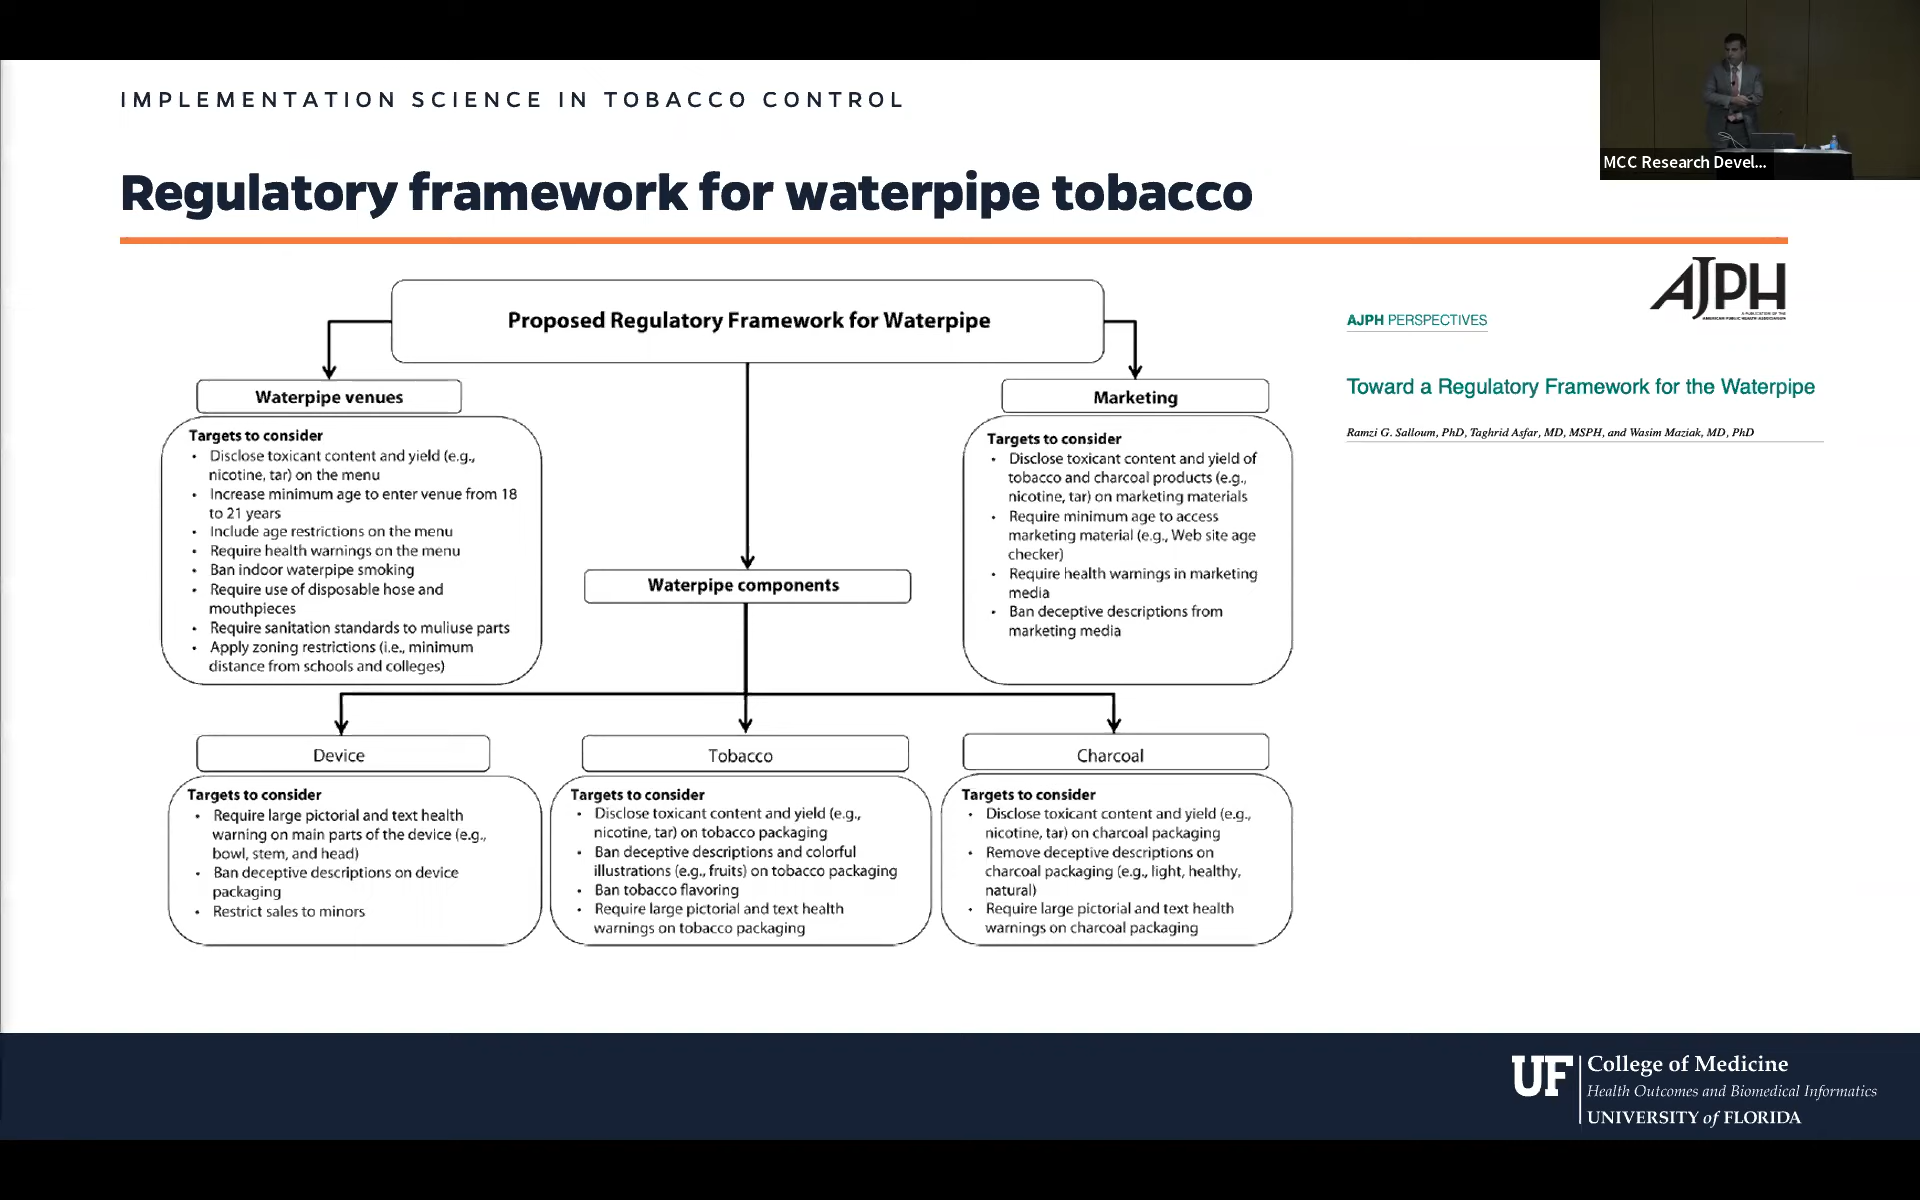 IMPLEMENTATION SCIENCE IN TOBACCO CONTROL
MCC Research Devel...
Regulatory framework for waterpipe tobacco
Proposed Regulatory Framework for Waterpipe
Waterpipe venues
Targets to consider
• Disclose toxicant content and yield (e.g.,
nicotine, tar) on the menu
• Increase minimum age to enter venue from 18
to 21 years
• Include age restrictions on the menu
• Require health warnings on the menu
• Ban indoor waterpipe smoking
• Require use of disposable hose and
mouthpieces
• Require sanitation standards to muliuse parts
• Apply zoning restrictions (i.e., minimum
distance from schools and colleges)
Waterpipe components
Marketing
Targets to consider
• Disclose toxicant content and yield of
tobacco and charcoal products (e.g.,
nicotine, tar) on marketing materials
• Require minimum age to access
marketing material (e.g., Web site age
checker)
• Require health warnings in marketing
media
• Ban deceptive descriptions from
marketing media
Device
Targets to consider
• Require large pictorial and text health
warning on main parts of the device (e.g.,
bowl, stem, and head)
• Ban deceptive descriptions on device
packaging
• Restrict sales to minors
Tobacco
Targets to consider
• Disclose toxicant content and yield (e.g.,
nicotine, tar) on tobacco packaging
• Ban deceptive descriptions and colorful
illustrations (e.g., fruits) on tobacco packaging
• Ban tobacco flavoring
• Require large pictorial and text health
warnings on tobacco packaging
Charcoal
Targets to consider
• Disclose toxicant content and yield (e.g.,
nicotine, tar) on charcoal packaging
• Remove deceptive descriptions on
charcoal packaging (e.g., light, healthy,
natural)
• Require large pictorial and text health
warnings on charcoal packaging
AJPH
A PUBLICATION OF THE
AMERICAN PUBLIC HEALTH ASSOCIATION
AJPH PERSPECTIVES
Toward a Regulatory Framework for the Waterpipe
Ramzi G. Salloum, PhD, Taghrid Asfar, MD, MSPH, and Wasim Maziak, MD, PhD
UF
College of Medicine
Health Outcomes and Biomedical Informatics
UNIVERSITY of FLORIDA